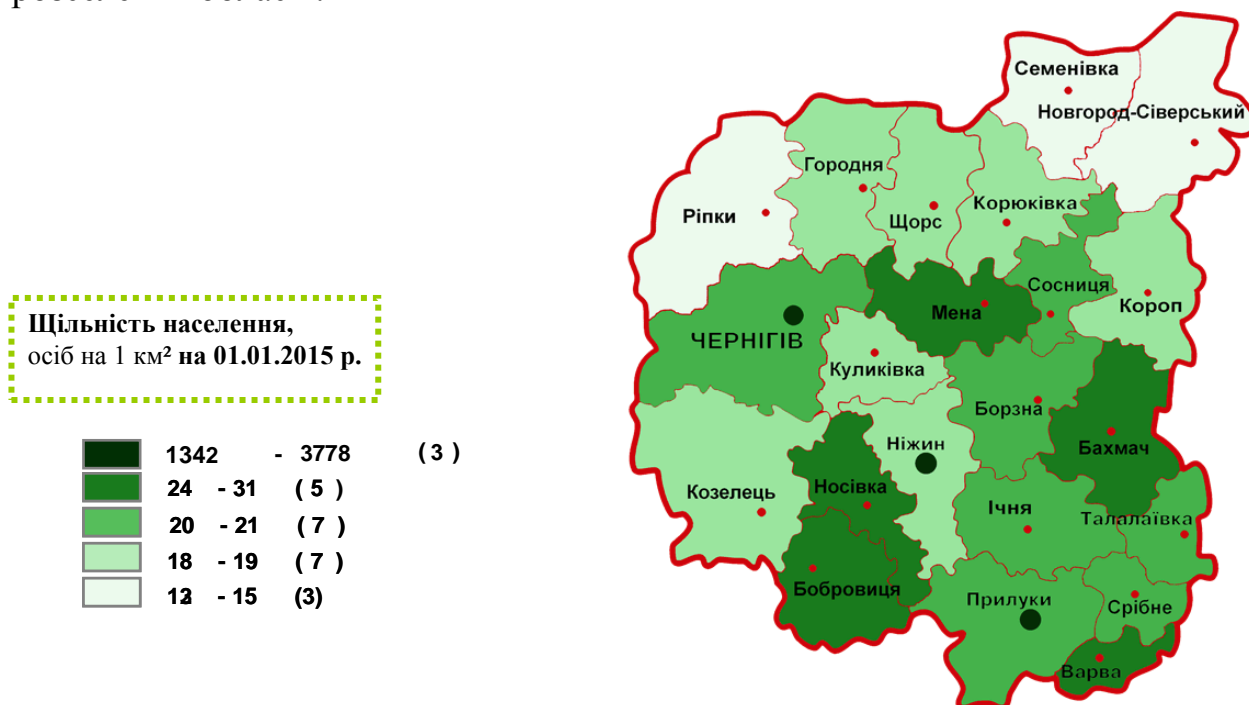 Щільність населення,
осіб на 1 км² на 01.01.2015 р.
1342 - 3778 ( 3 )
24 - 31 ( 5 )
20 - 21 ( 7 )
18 - 19 ( 7 )
- 15 (3)
Семенівка
Новгород-Сіверський
Городня
Ріпки
Щорс
Корюківка
Сосниця
Короп
Мена
ЧЕРНІГІВ
Куликівка
Борзна
Бахмач
Ніжин
Козелець
Носівка
Ічня
Талалаївка
Бобровиця
Прилуки
Срібне
Варва